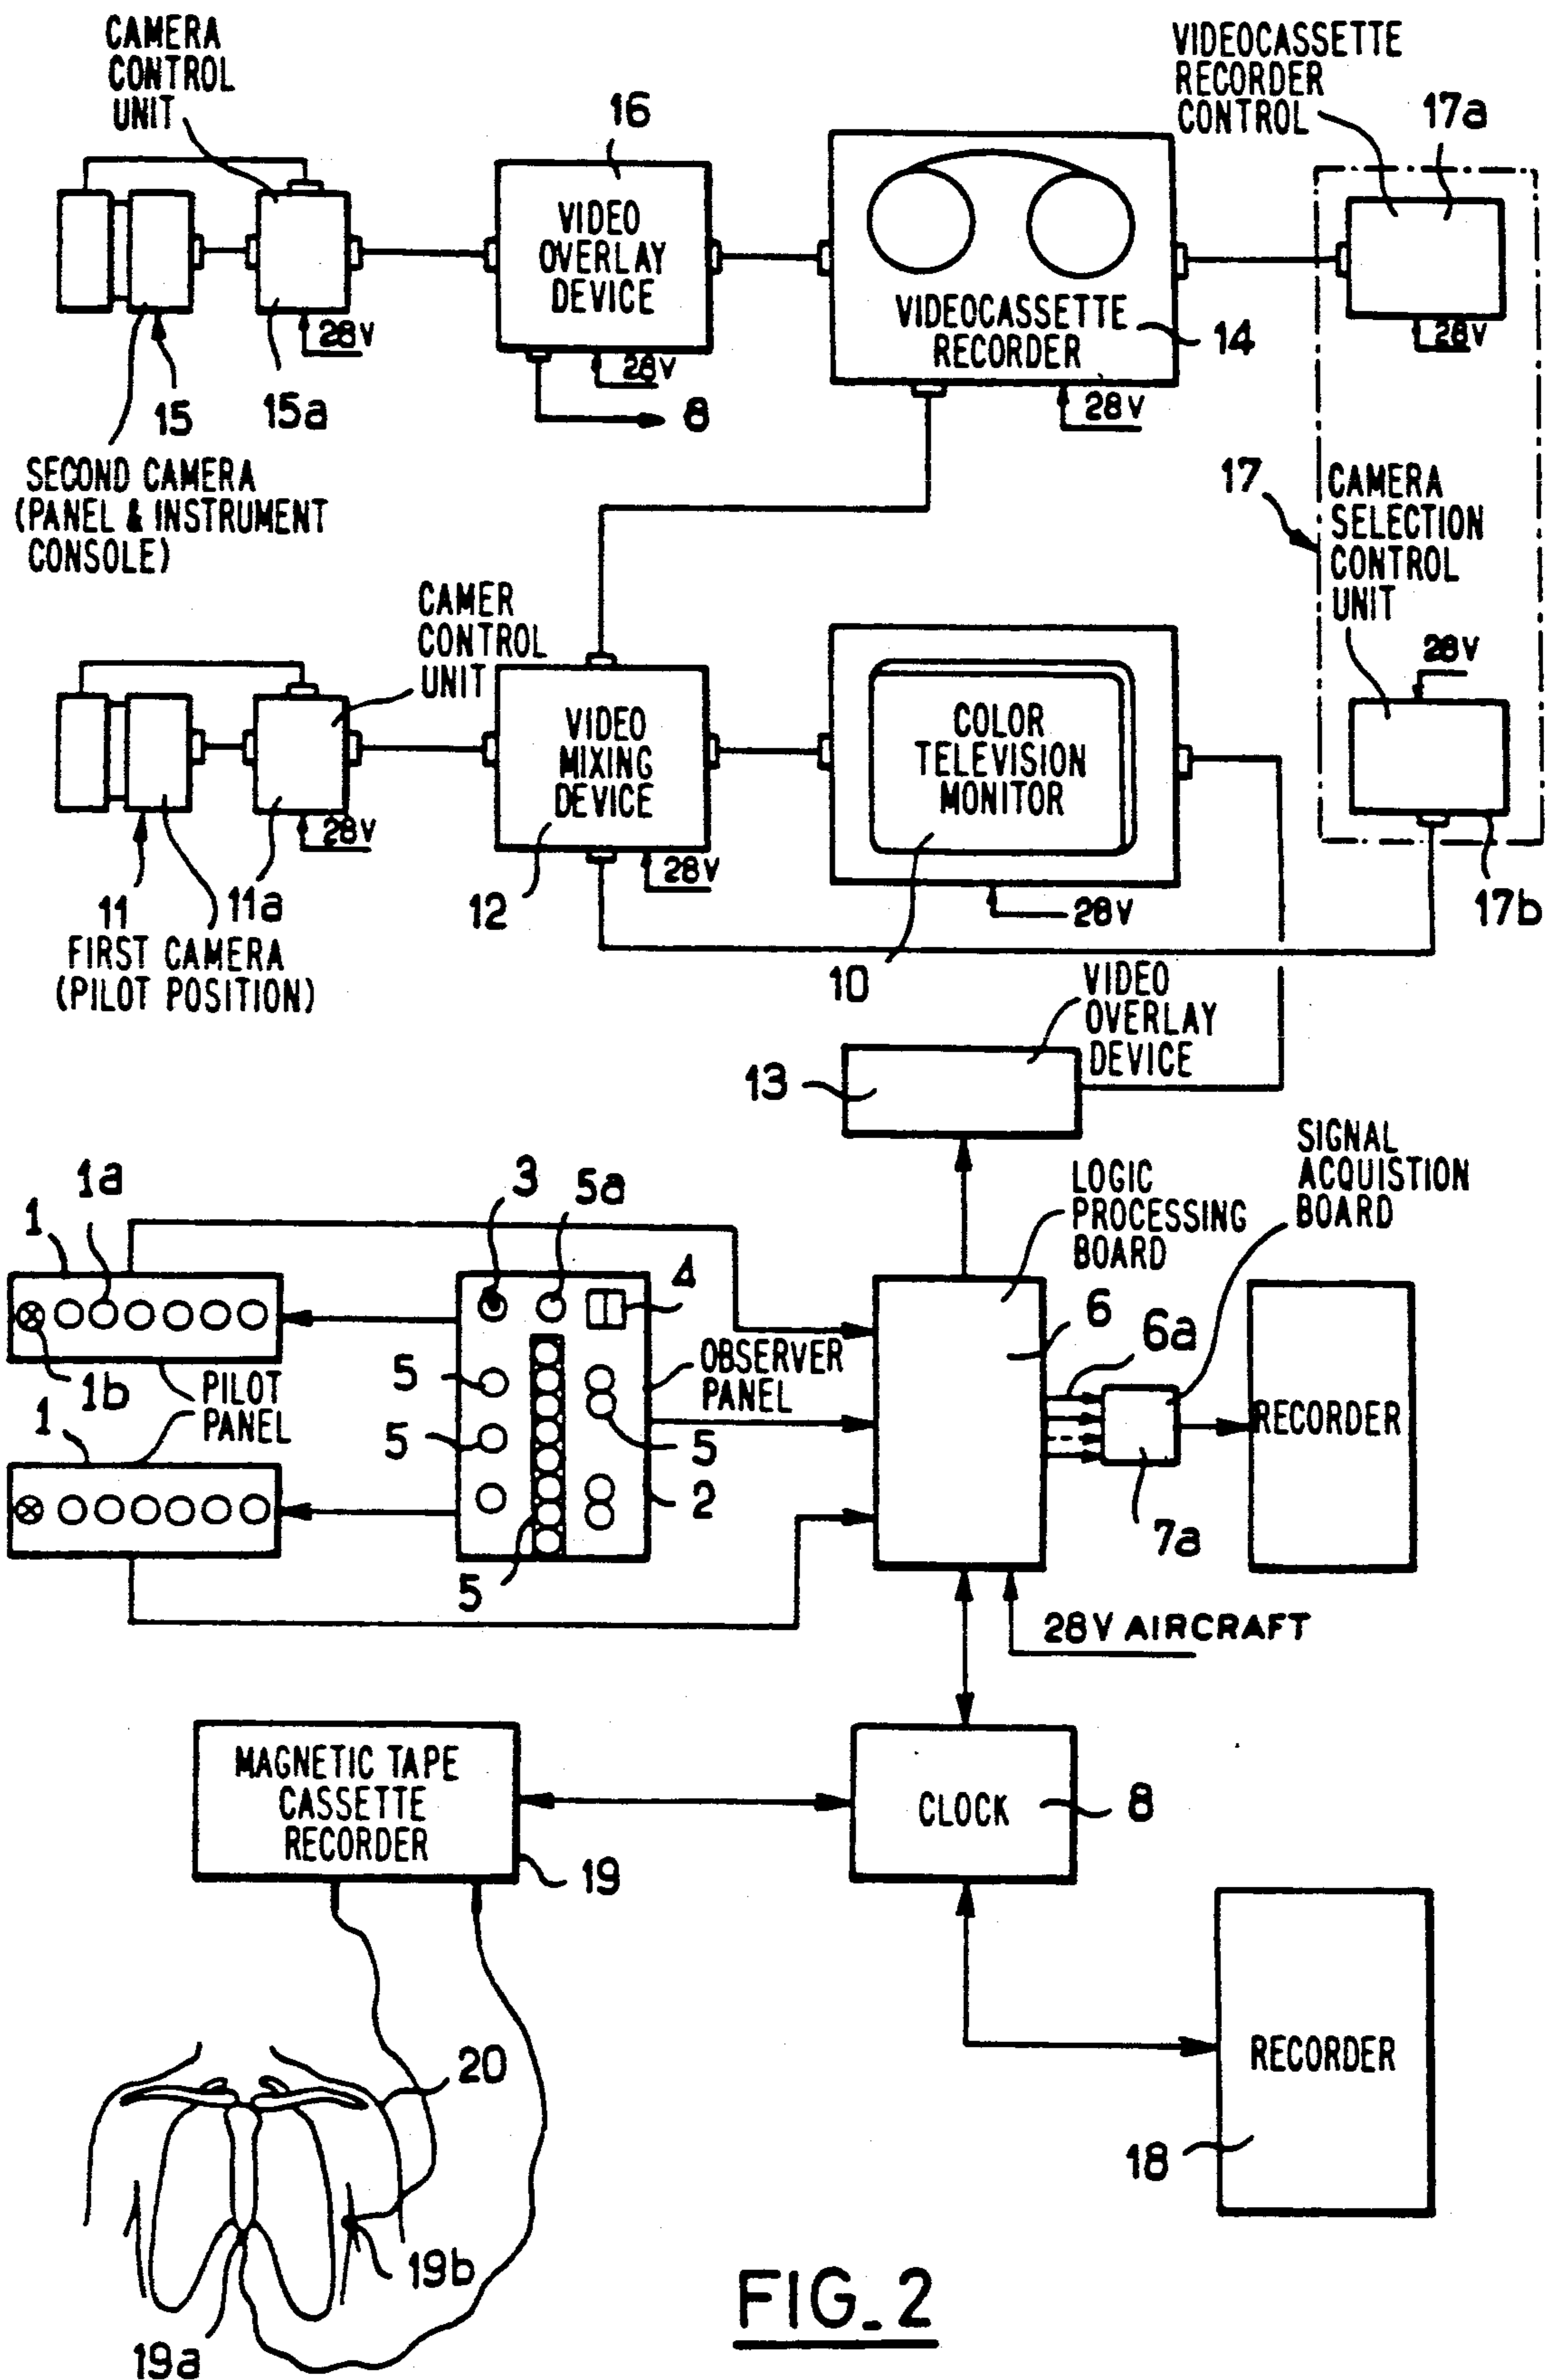 CAMERA
CONTROL
UNIT
16
VIDEOCASSETTE
RECORDER
CONTROL
17a
VIDEO
OVERLAY
DEVICE
VIDEOCASSETTE
RECORDER
14
28V
28V
28V
28V
15
15a
8
SECOND CAMERA
(PANEL & INSTRUMENT
CONSOLE)
17
CAMERA
SELECTION
CONTROL
UNIT
CAMER
CONTROL
UNIT
28V
VIDEO
MIXING
DEVICE
COLOR
TELEVISION
MONITOR
28V
28V
28V
11
11a
12
17b
FIRST CAMERA
(PILOT POSITION)
10
VIDEO
OVERLAY
DEVICE
13
SIGNAL
ACQUISTION
BOARD
LOGIC
PROCESSING
BOARD
1
1a
3
5a
4
6
6a
1b
PILOT
PANEL
1
5
5
5
5
OBSERVER
PANEL
2
7a
RECORDER
28V AIRCRAFT
MAGNETIC TAPE
CASSETTE
RECORDER
19
CLOCK
8
20
RECORDER
18
19b
19a
FIG_2